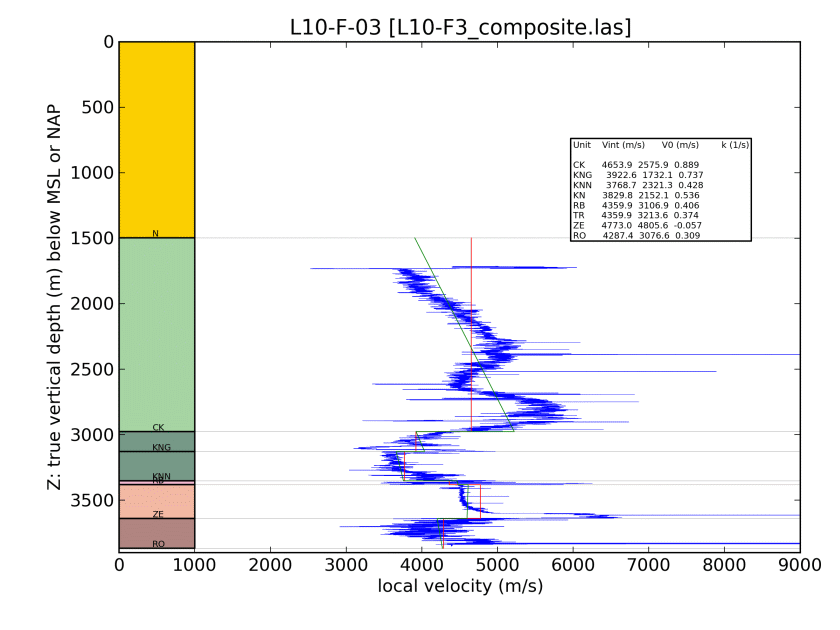 L10-F-03 [L10-F3_composite.las]
Z: true vertical depth (m) below MSL or NAP
0
500
1000
1500
2000
2500
3000
3500
N
CK
KNG
KNN
RB
ZE
RO
Unit Vint (m/s) V0 (m/s) k (1/s)
CK 4653.9 2575.9 0.889
KNG 3922.6 1732.1 0.737
KNN 3768.7 2321.3 0.428
KN 3829.8 2152.1 0.536
RB 4359.9 3106.9 0.406
TR 4359.9 3213.6 0.374
ZE 4773.0 4805.6 -0.057
RO 4287.4 3076.6 0.309
0 1000 2000 3000 4000 5000 6000 7000 8000 9000
local velocity (m/s)